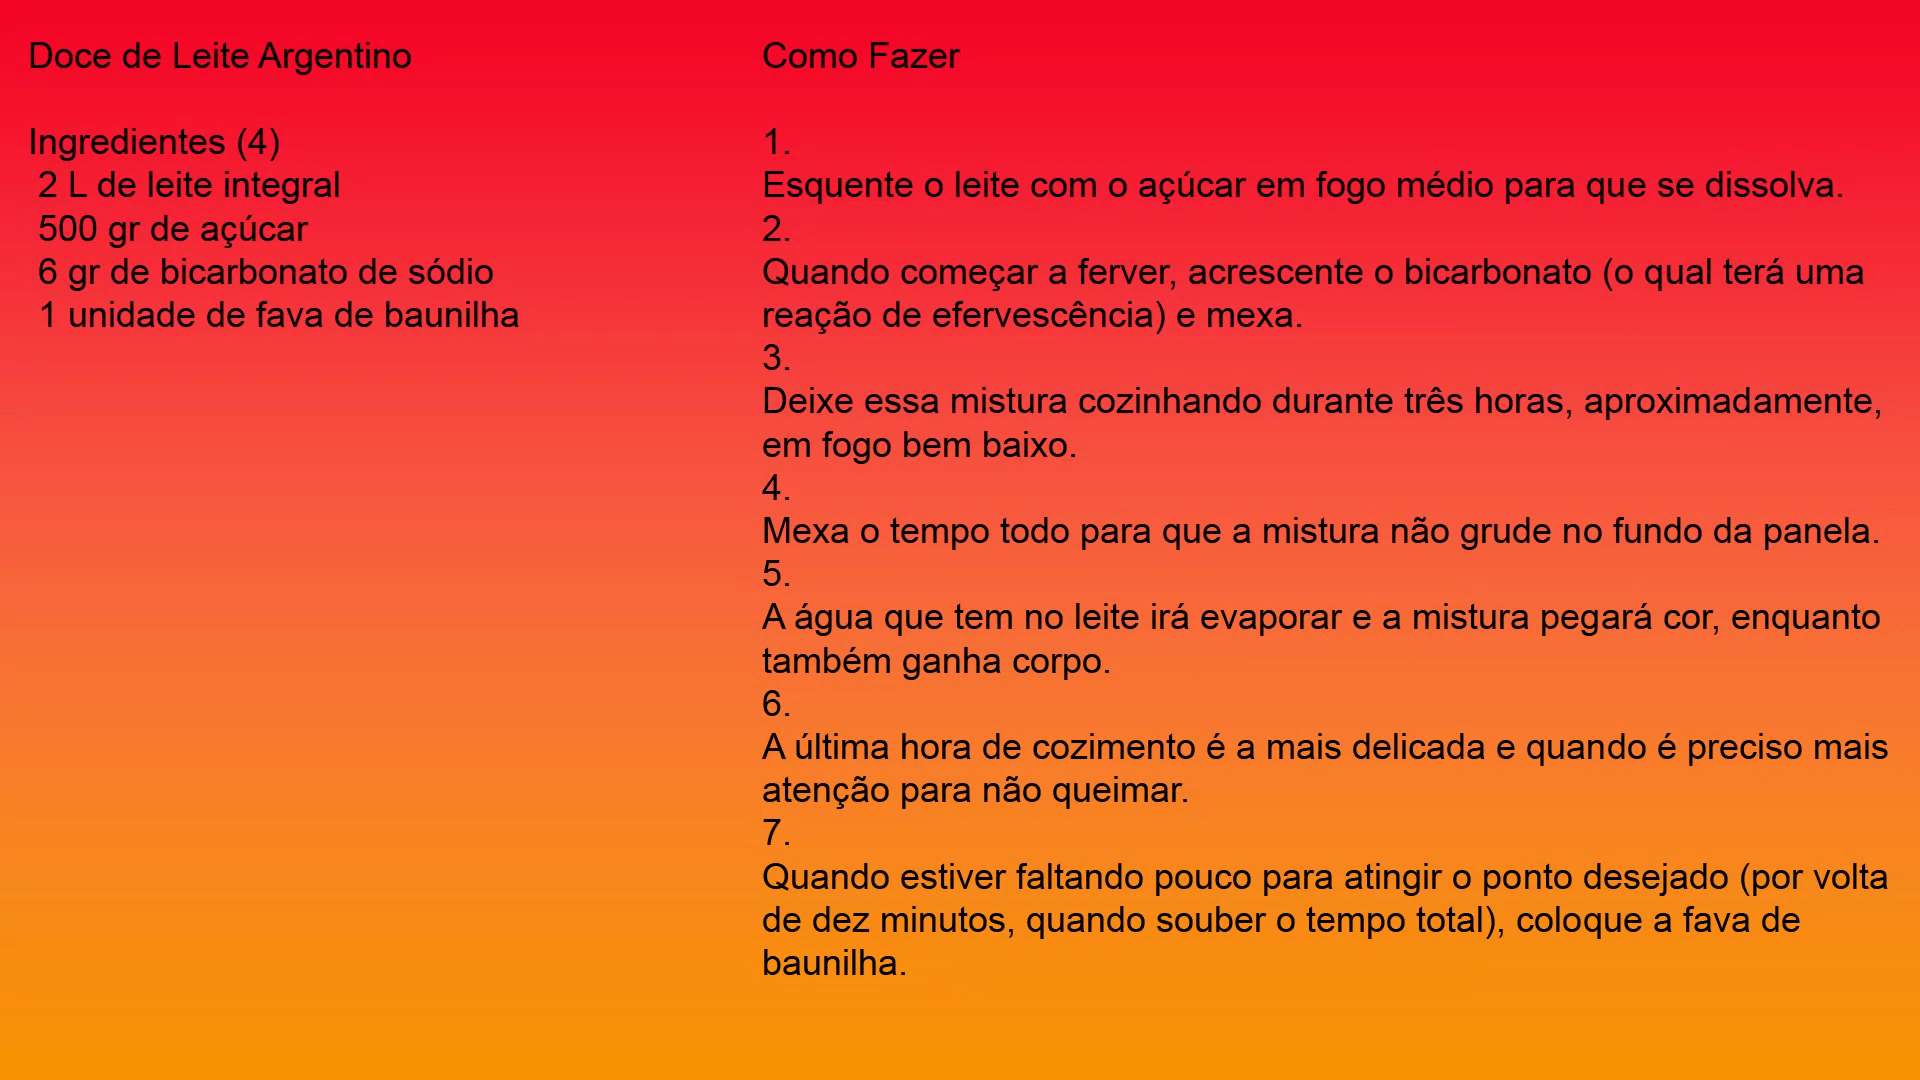 Doce de Leite Argentino
Ingredientes (4)
2 L de leite integral
500 gr de açúcar
6 gr de bicarbonato de sódio
1 unidade de fava de baunilha
Como Fazer
1.
Esquente o leite com o açúcar em fogo médio para que se dissolva.
2.
Quando começar a ferver, acrescente o bicarbonato (o qual terá uma
reação de efervescência) e mexa.
3.
Deixe essa mistura cozinhando durante três horas, aproximadamente,
em fogo bem baixo.
4.
Mexa o tempo todo para que a mistura não grude no fundo da panela.
5.
A água que tem no leite irá evaporar e a mistura pegará cor, enquanto
também ganha corpo.
6.
A última hora de cozimento é a mais delicada e quando é preciso mais
atenção para não queimar.
7.
Quando estiver faltando pouco para atingir o ponto desejado (por volta
de dez minutos, quando souber o tempo total), coloque a fava de
baunilha.